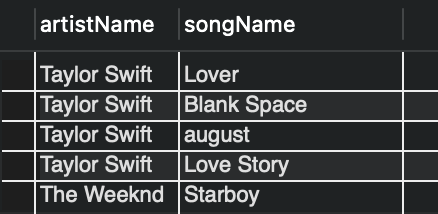 artistName songName
Taylor Swift Lover
Taylor Swift Blank Space
Taylor Swift august
Taylor Swift Love Story
The Weeknd Starboy